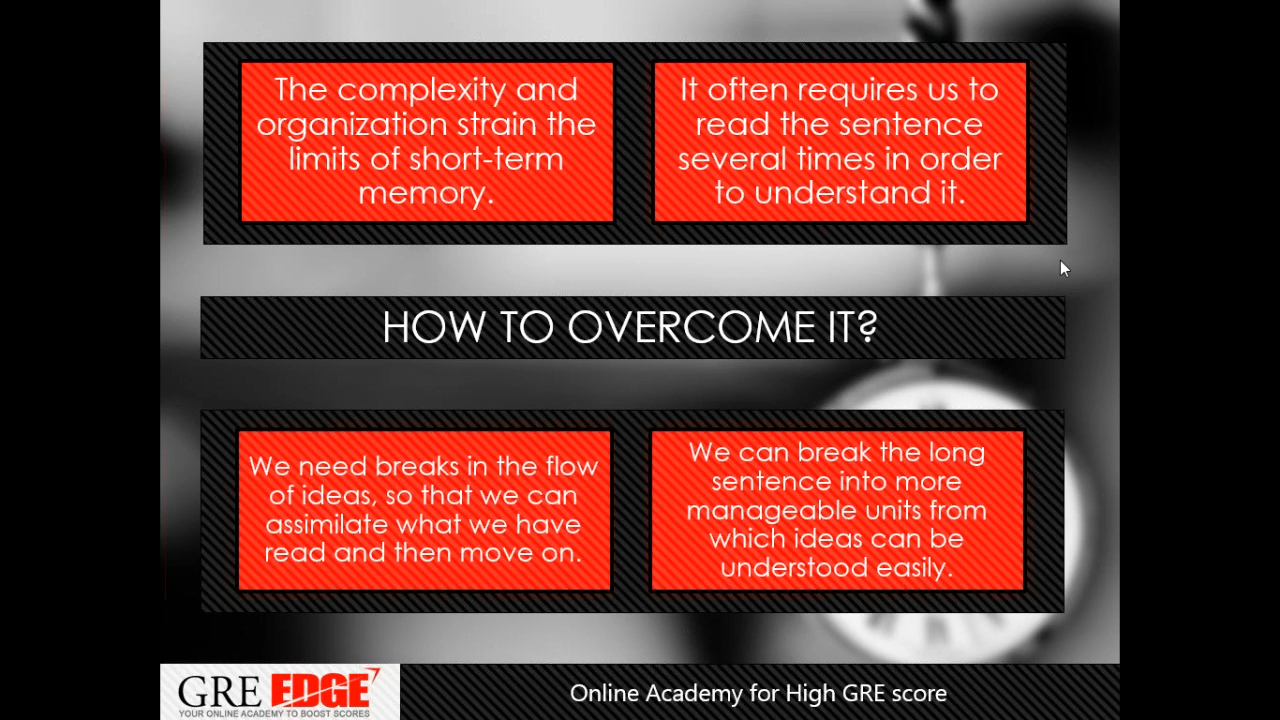 The complexity and
organization strain the
limits of short-term
memory.
It often requires us to
read the sentence
several times in order
to understand it.
HOW TO OVERCOME IT?
We need breaks in the flow
of ideas, so that we can
assimilate what we have
read and then move on.
We can break the long
sentence into more
manageable units from
which ideas can be
understood easily.
GRE EDGE
YOUR ONLINE ACADEMY TO BOOST SCORES
Online Academy for High GRE score